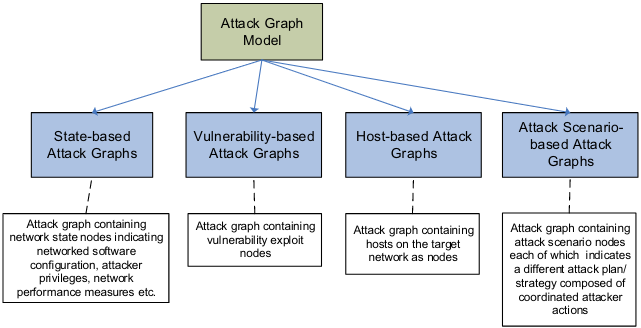 Attack Graph
Model
State-based
Attack Graphs
Vulnerability-based
Attack Graphs
Host-based Attack
Graphs
Attack Scenario-
based Attack
Graphs
Attack graph containing
network state nodes indicating
networked software
configuration, attacker
privileges, network
performance measures etc.
Attack graph containing
vulnerability exploit
nodes
Attack graph containing
hosts on the target
network as nodes
Attack graph containing
attack scenario nodes
each of which indicates
a different attack plan/
strategy composed of
coordinated attacker
actions